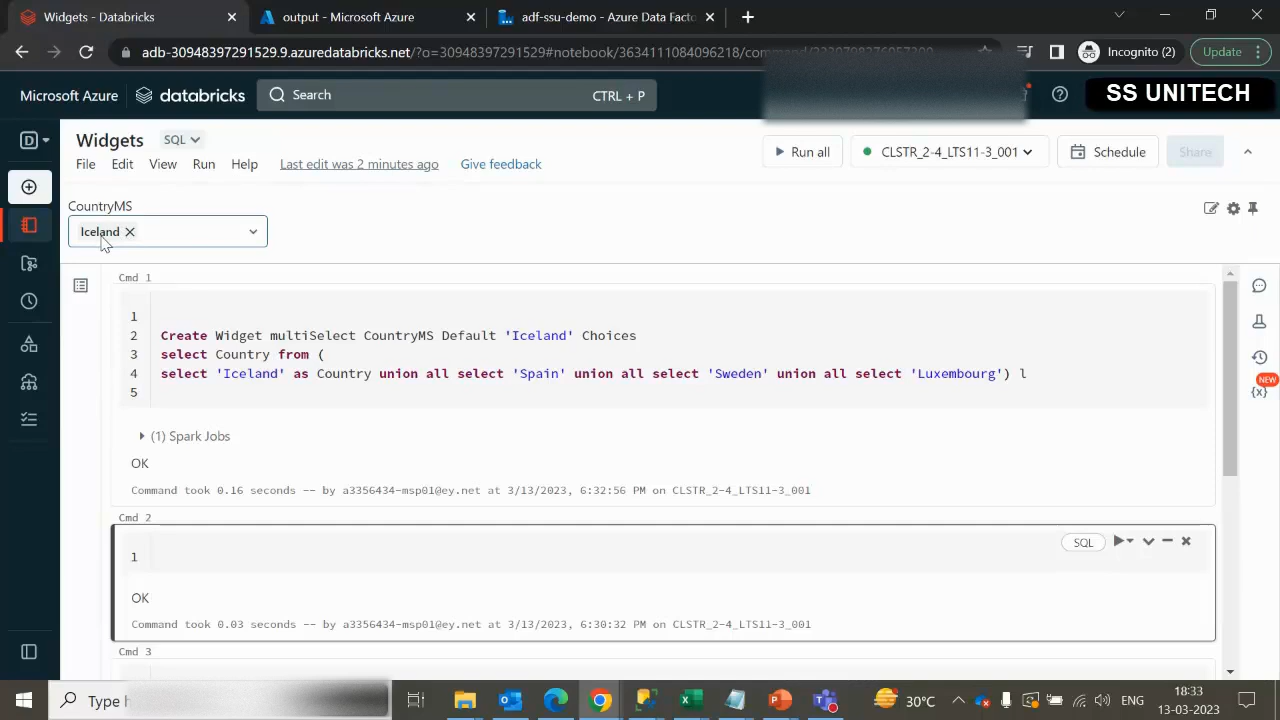 Widgets - Databricks
output - Microsoft Azure
adf-ssu-demo - Azure Data Facto
adb-30948397291529.9.azuredatabricks.net/?o=30948397291529#notebook/3634111084096218/
Incognito (2)
Update
Microsoft Azure
databricks
Search
CTRL + P
SS UNITECH
D
Widgets
SQL
File
Edit
View
Run
Help
Last edit was 2 minutes ago
Give feedback
Run all
CLSTR_2-4_LTS11-3_001
Schedule
Share
CountryMS
Iceland
Cmd 1
1
2 Create Widget multiSelect CountryMS Default 'Iceland' Choices
3 select Country from (
4 select 'Iceland' as Country union all select 'Spain' union all select 'Sweden' union all select 'Luxembourg') l
5
(1) Spark Jobs
OK
Command took 0.16 seconds -- by a3356434-msp01@ey.net at 3/13/2023, 6:32:56 PM on CLSTR_2-4_LTS11-3_001
Cmd 2
SQL
1
OK
Command took 0.03 seconds -- by a3356434-msp01@ey.net at 3/13/2023, 6:30:32 PM on CLSTR_2-4_LTS11-3_001
Cmd 3
NEW
{x}
Type
30°C
ENG
18:33
13-03-2023